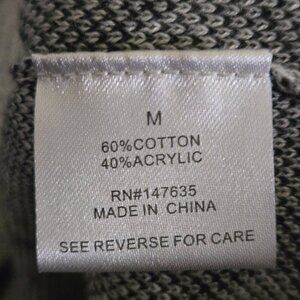 M
60%COTTON
40%ACRYLIC
RN#147635
MADE IN CHINA
SEE REVERSE FOR CARE